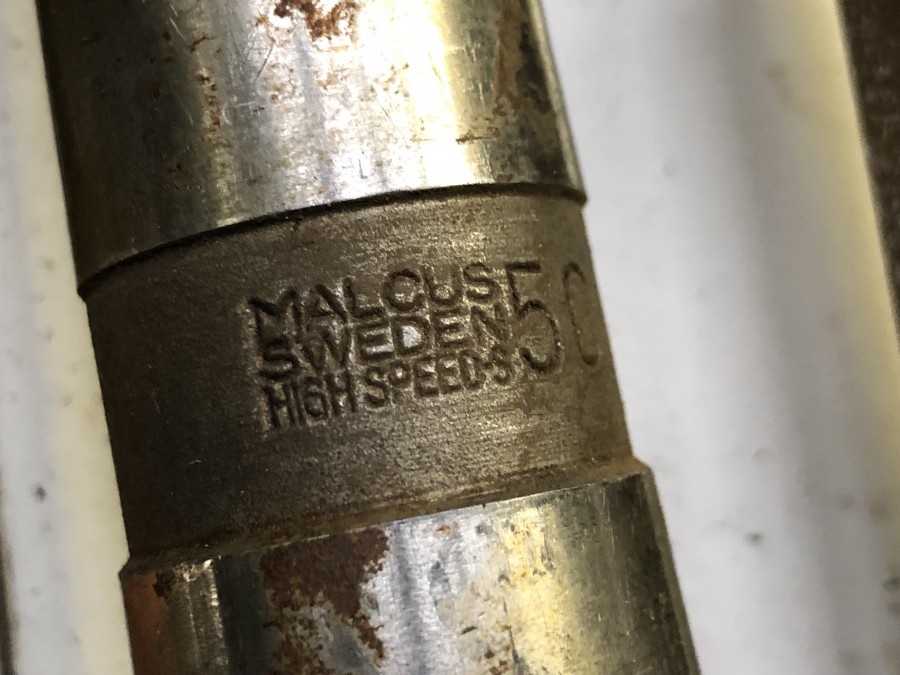 MALCUS
SWEDEN
HIGH SPEED-S
50